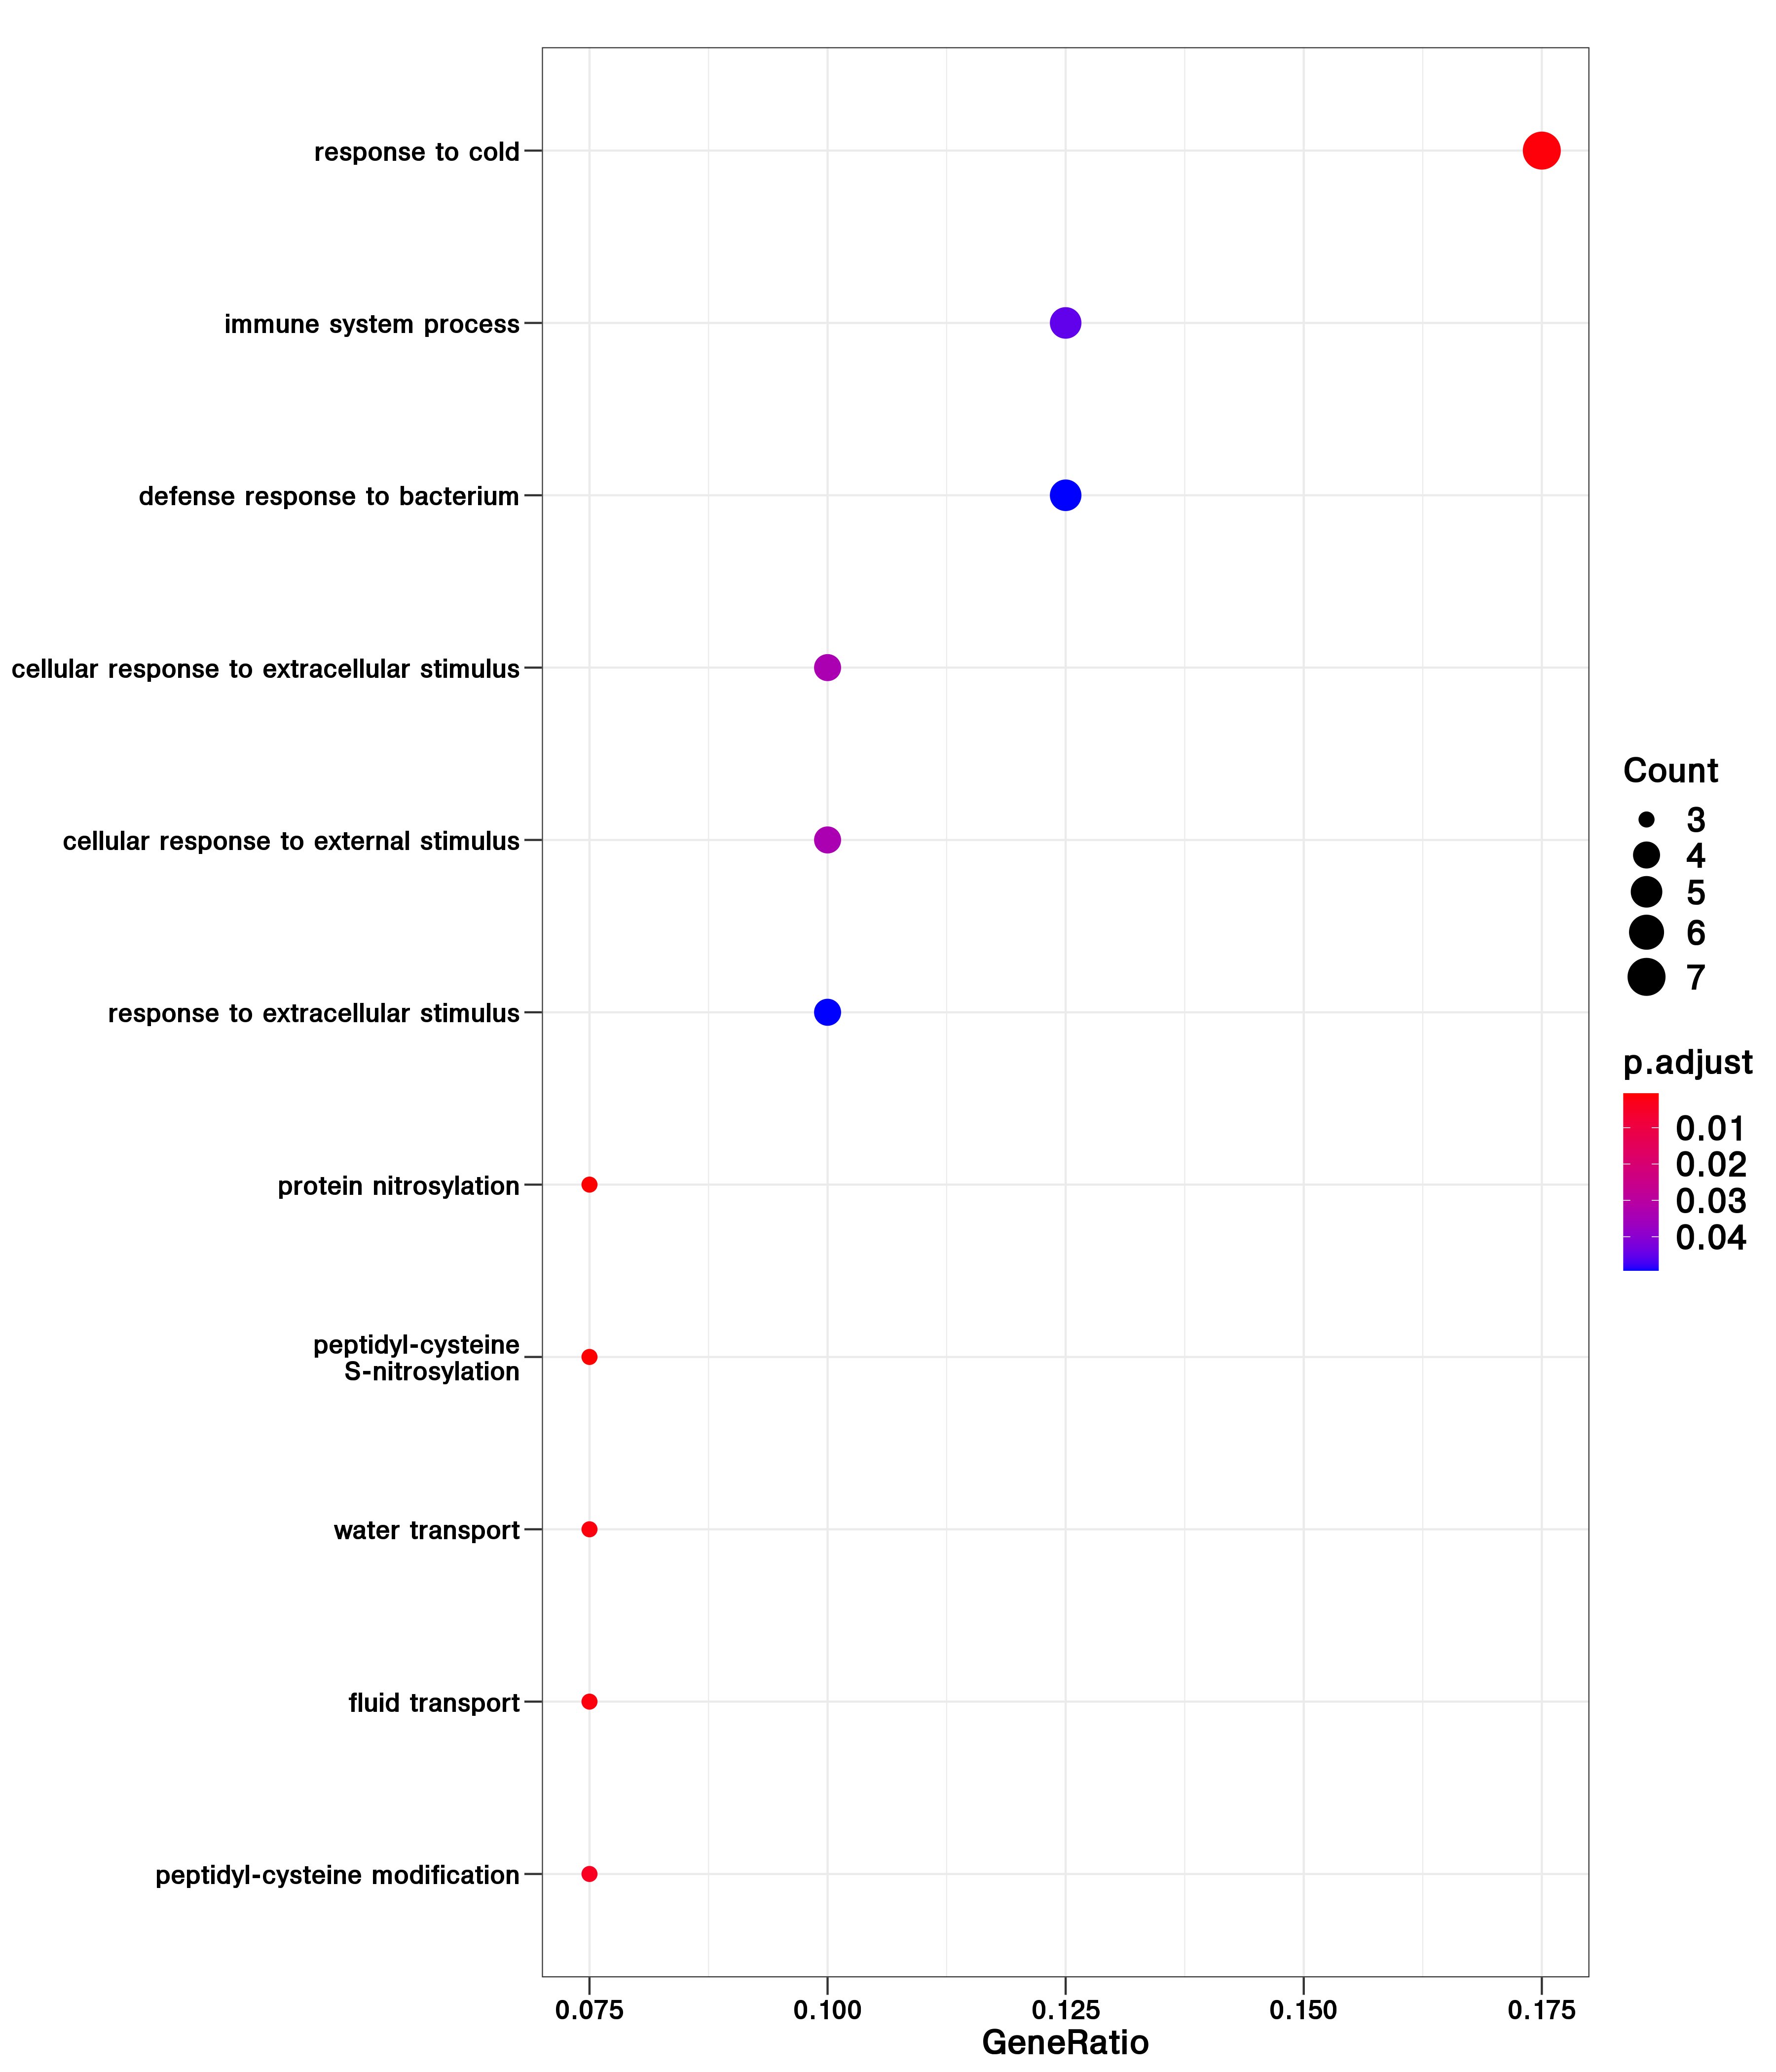 response to cold
immune system process
defense response to bacterium
cellular response to extracellular stimulus
cellular response to external stimulus
response to extracellular stimulus
protein nitrosylation
peptidyl-cysteine
S-nitrosylation
water transport
fluid transport
peptidyl-cysteine modification
0.075
0.100
0.125
0.150
0.175
GeneRatio
Count
3
4
5
6
7
p.adjust
0.01
0.02
0.03
0.04